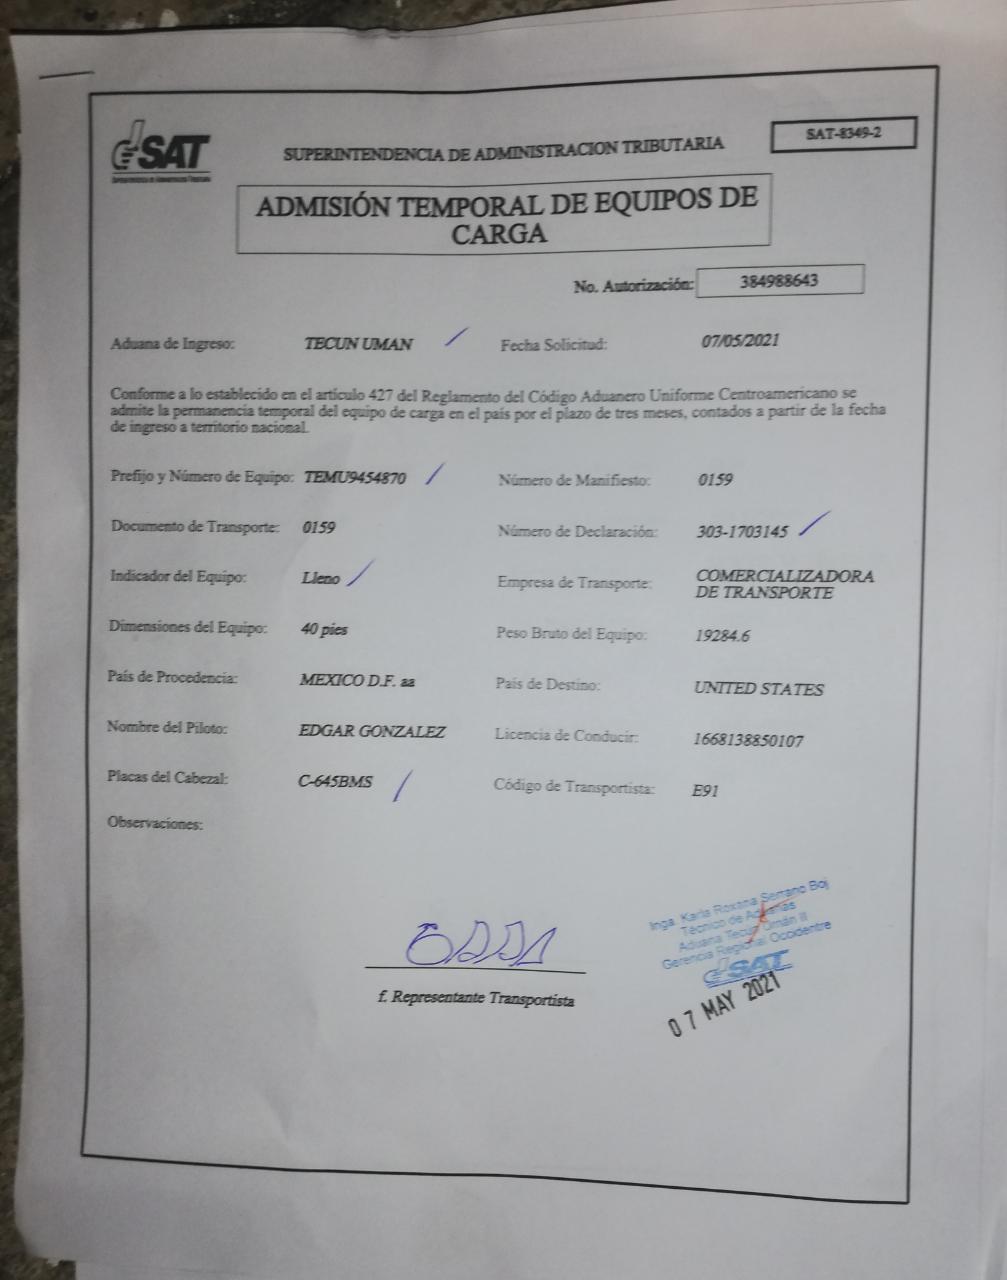 SAT
Superintendencia de Administración Tributaria
SUPERINTENDENCIA DE ADMINISTRACION TRIBUTARIA
SAT-8349-2
ADMISIÓN TEMPORAL DE EQUIPOS DE
CARGA
No. Autorización: 384988643
Aduana de Ingreso: TECUN UMAN Fecha Solicitud: 07/05/2021
Conforme a lo establecido en el artículo 427 del Reglamento del Código Aduanero Uniforme Centroamericano se
admite la permanencia temporal del equipo de carga en el país por el plazo de tres meses, contados a partir de la fecha
de ingreso a territorio nacional.
Prefijo y Número de Equipo: TEMU9454870 Número de Manifiesto: 0159
Documento de Transporte: 0159 Número de Declaración: 303-1703145
Indicador del Equipo: Lleno Empresa de Transporte: COMERCIALIZADORA
DE TRANSPORTE
Dimensiones del Equipo: 40 pies Peso Bruto del Equipo: 19284.6
País de Procedencia: MEXICO D.F. aa País de Destino: UNITED STATES
Nombre del Piloto: EDGAR GONZALEZ Licencia de Conducir: 1668138850107
Placas del Cabezal: C-645BMS Código de Transportista: E91
Observaciones:
f. Representante Transportista
Inga. Karla Roxana Serrano Boj
Técnico de Aduanas
Aduana Tecún Umán II
Gerencia Regional Occidente
SAT
07 MAY 2021